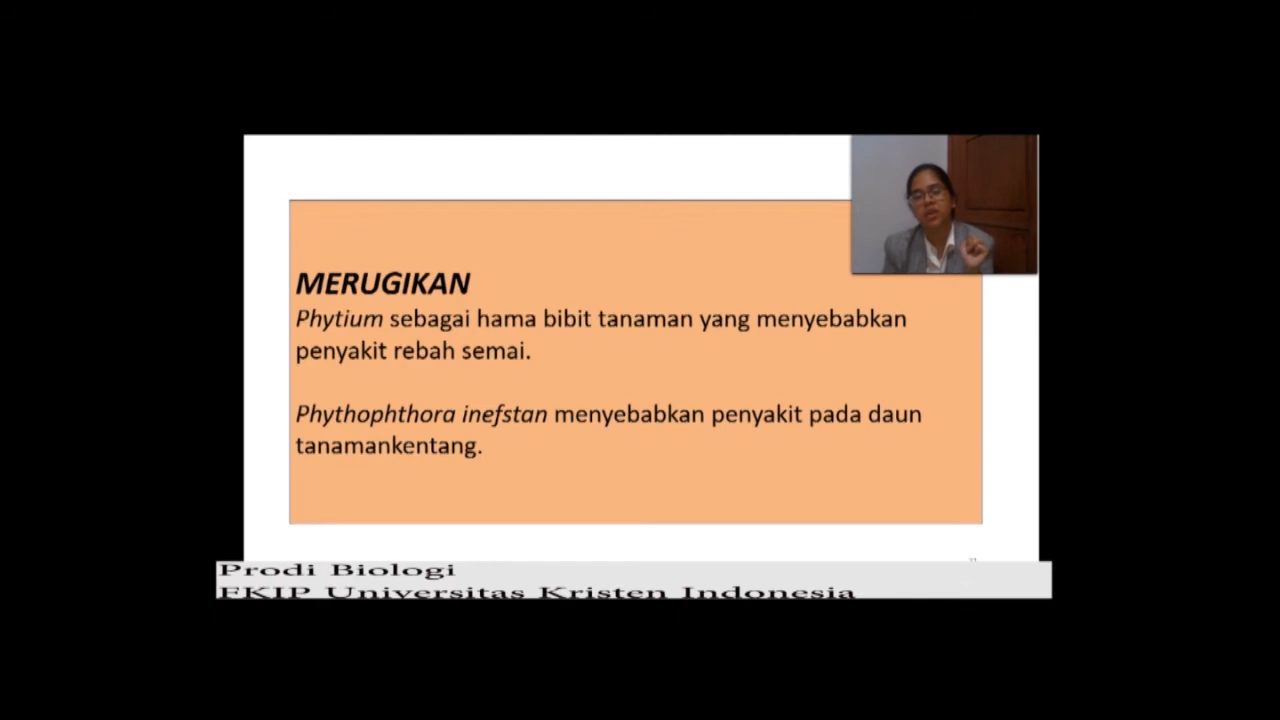 MERUGIKAN
Phytium sebagai hama bibit tanaman yang menyebabkan
penyakit rebah semai.
Phythophthora inefstan menyebabkan penyakit pada daun
tanamankentang.
Prodi Biologi
FKIP Universitas Kristen Indonesia